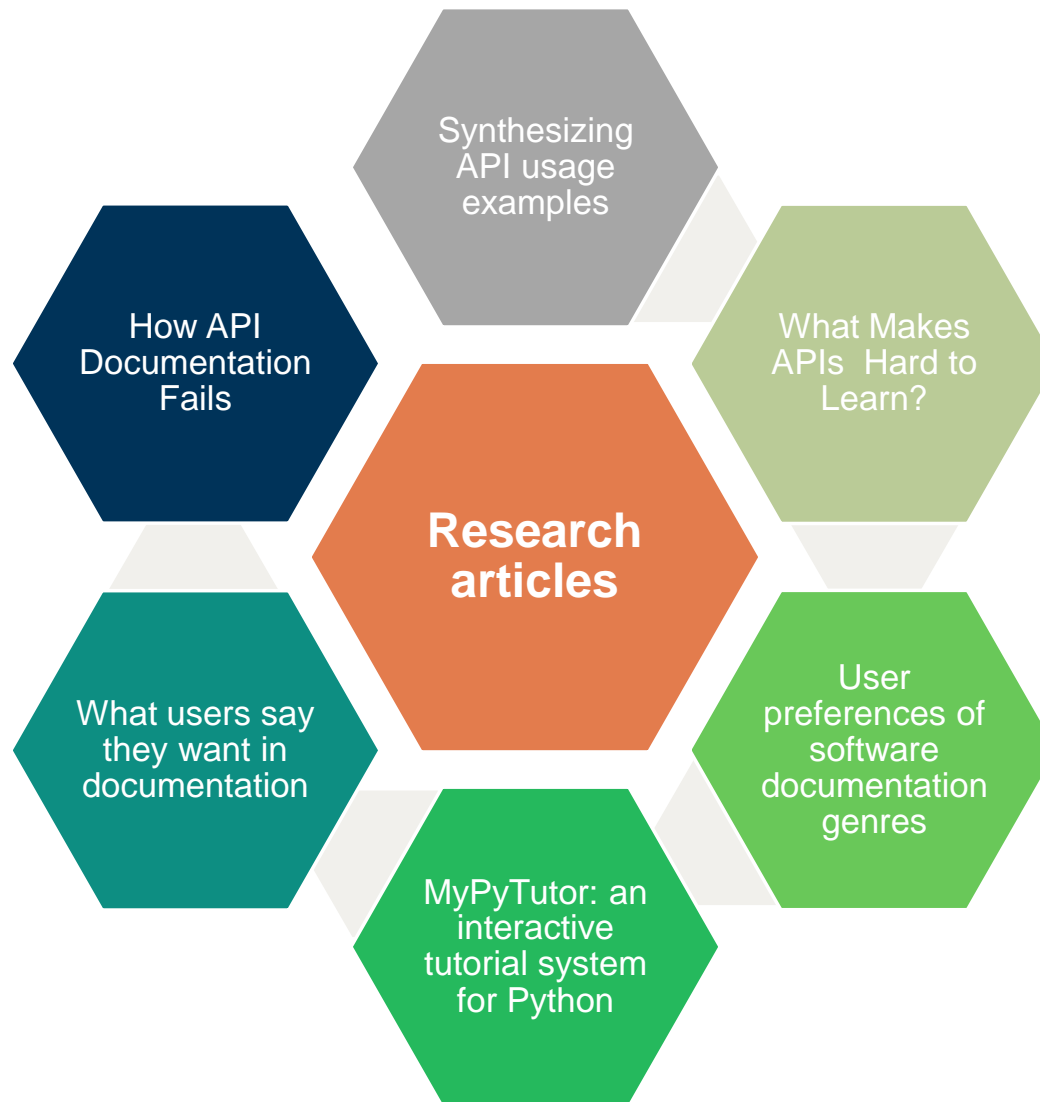 Synthesizing
API usage
examples
How API
Documentation
Fails
What Makes
APIs  Hard to
Learn?
Research
articles
What users say
they want in
documentation
User
preferences of
software
documentation
genres
MyPyTutor: an
interactive
tutorial system
for Python